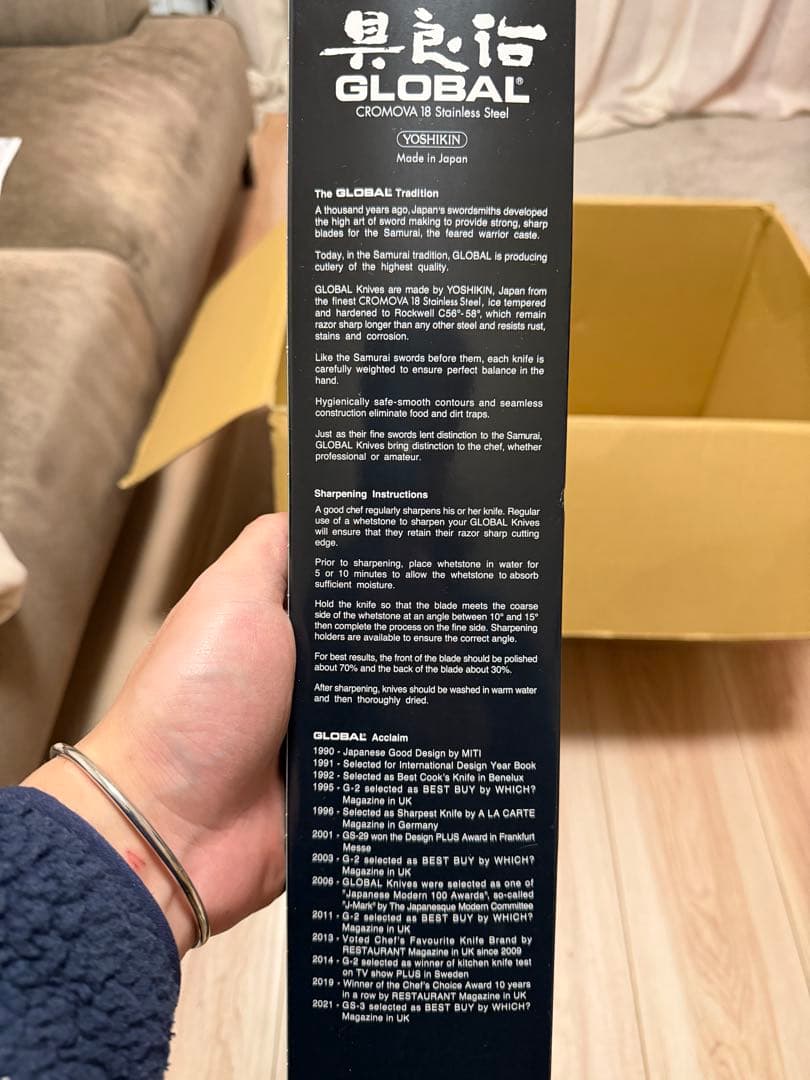 具良治
GLOBAL®
CROMOVA 18 Stainless Steel
YOSHIKIN
Made in Japan
The GLOBAL® Tradition
A thousand years ago, Japan's swordsmiths developed
the high art of sword making to provide strong, sharp
blades for the Samurai, the feared warrior caste.
Today, in the Samurai tradition, GLOBAL is producing
cutlery of the highest quality.
GLOBAL Knives are made by YOSHIKIN, Japan from
the finest CROMOVA 18 Stainless Steel, ice tempered
and hardened to Rockwell C56°- 58°, which remain
razor sharp longer than any other steel and resists rust,
stains and corrosion.
Like the Samurai swords before them, each knife is
carefully weighted to ensure perfect balance in the
hand.
Hygienically safe-smooth contours and seamless
construction eliminate food and dirt traps.
Just as their fine swords lent distinction to the Samurai,
GLOBAL Knives bring distinction to the chef, whether
professional or amateur.
Sharpening Instructions
A good chef regularly sharpens his or her knife. Regular
use of a whetstone to sharpen your GLOBAL Knives
will ensure that they retain their razor sharp cutting
edge.
Prior to sharpening, place whetstone in water for
5 or 10 minutes to allow the whetstone to absorb
sufficient moisture.
Hold the knife so that the blade meets the coarse
side of the whetstone at an angle between 10° and 15°
then complete the process on the fine side. Sharpening
holders are available to ensure the correct angle.
For best results, the front of the blade should be polished
about 70% and the back of the blade about 30%.
After sharpening, knives should be washed in warm water
and then thoroughly dried.
GLOBAL® Acclaim
1990 - Japanese Good Design by MITI
1991 - Selected for International Design Year Book
1992 - Selected as Best Cook's Knife in Benelux
1995 - G-2 selected as BEST BUY by WHICH?
Magazine in UK
1996 - Selected as Sharpest Knife by A LA CARTE
Magazine in Germany
2001 - GS-29 won the Design PLUS Award in Frankfurt
Messe
2003 - G-2 selected as BEST BUY by WHICH?
Magazine in UK
2006 - GLOBAL Knives were selected as one of
"Japanese Modern 100 Awards", so-called
"J-Mark" by The Japanesque Modern Committee
2011 - G-2 selected as BEST BUY by WHICH?
Magazine in UK
2013 - Voted Chef's Favourite Knife Brand by
RESTAURANT Magazine in UK since 2009
2014 - G-2 selected as winner of kitchen knife test
on TV show PLUS in Sweden
2019 - Winner of the Chef's Choice Award 10 years
in a row by RESTAURANT Magazine in UK
2021 - GS-3 selected as BEST BUY by WHICH?
Magazine in UK